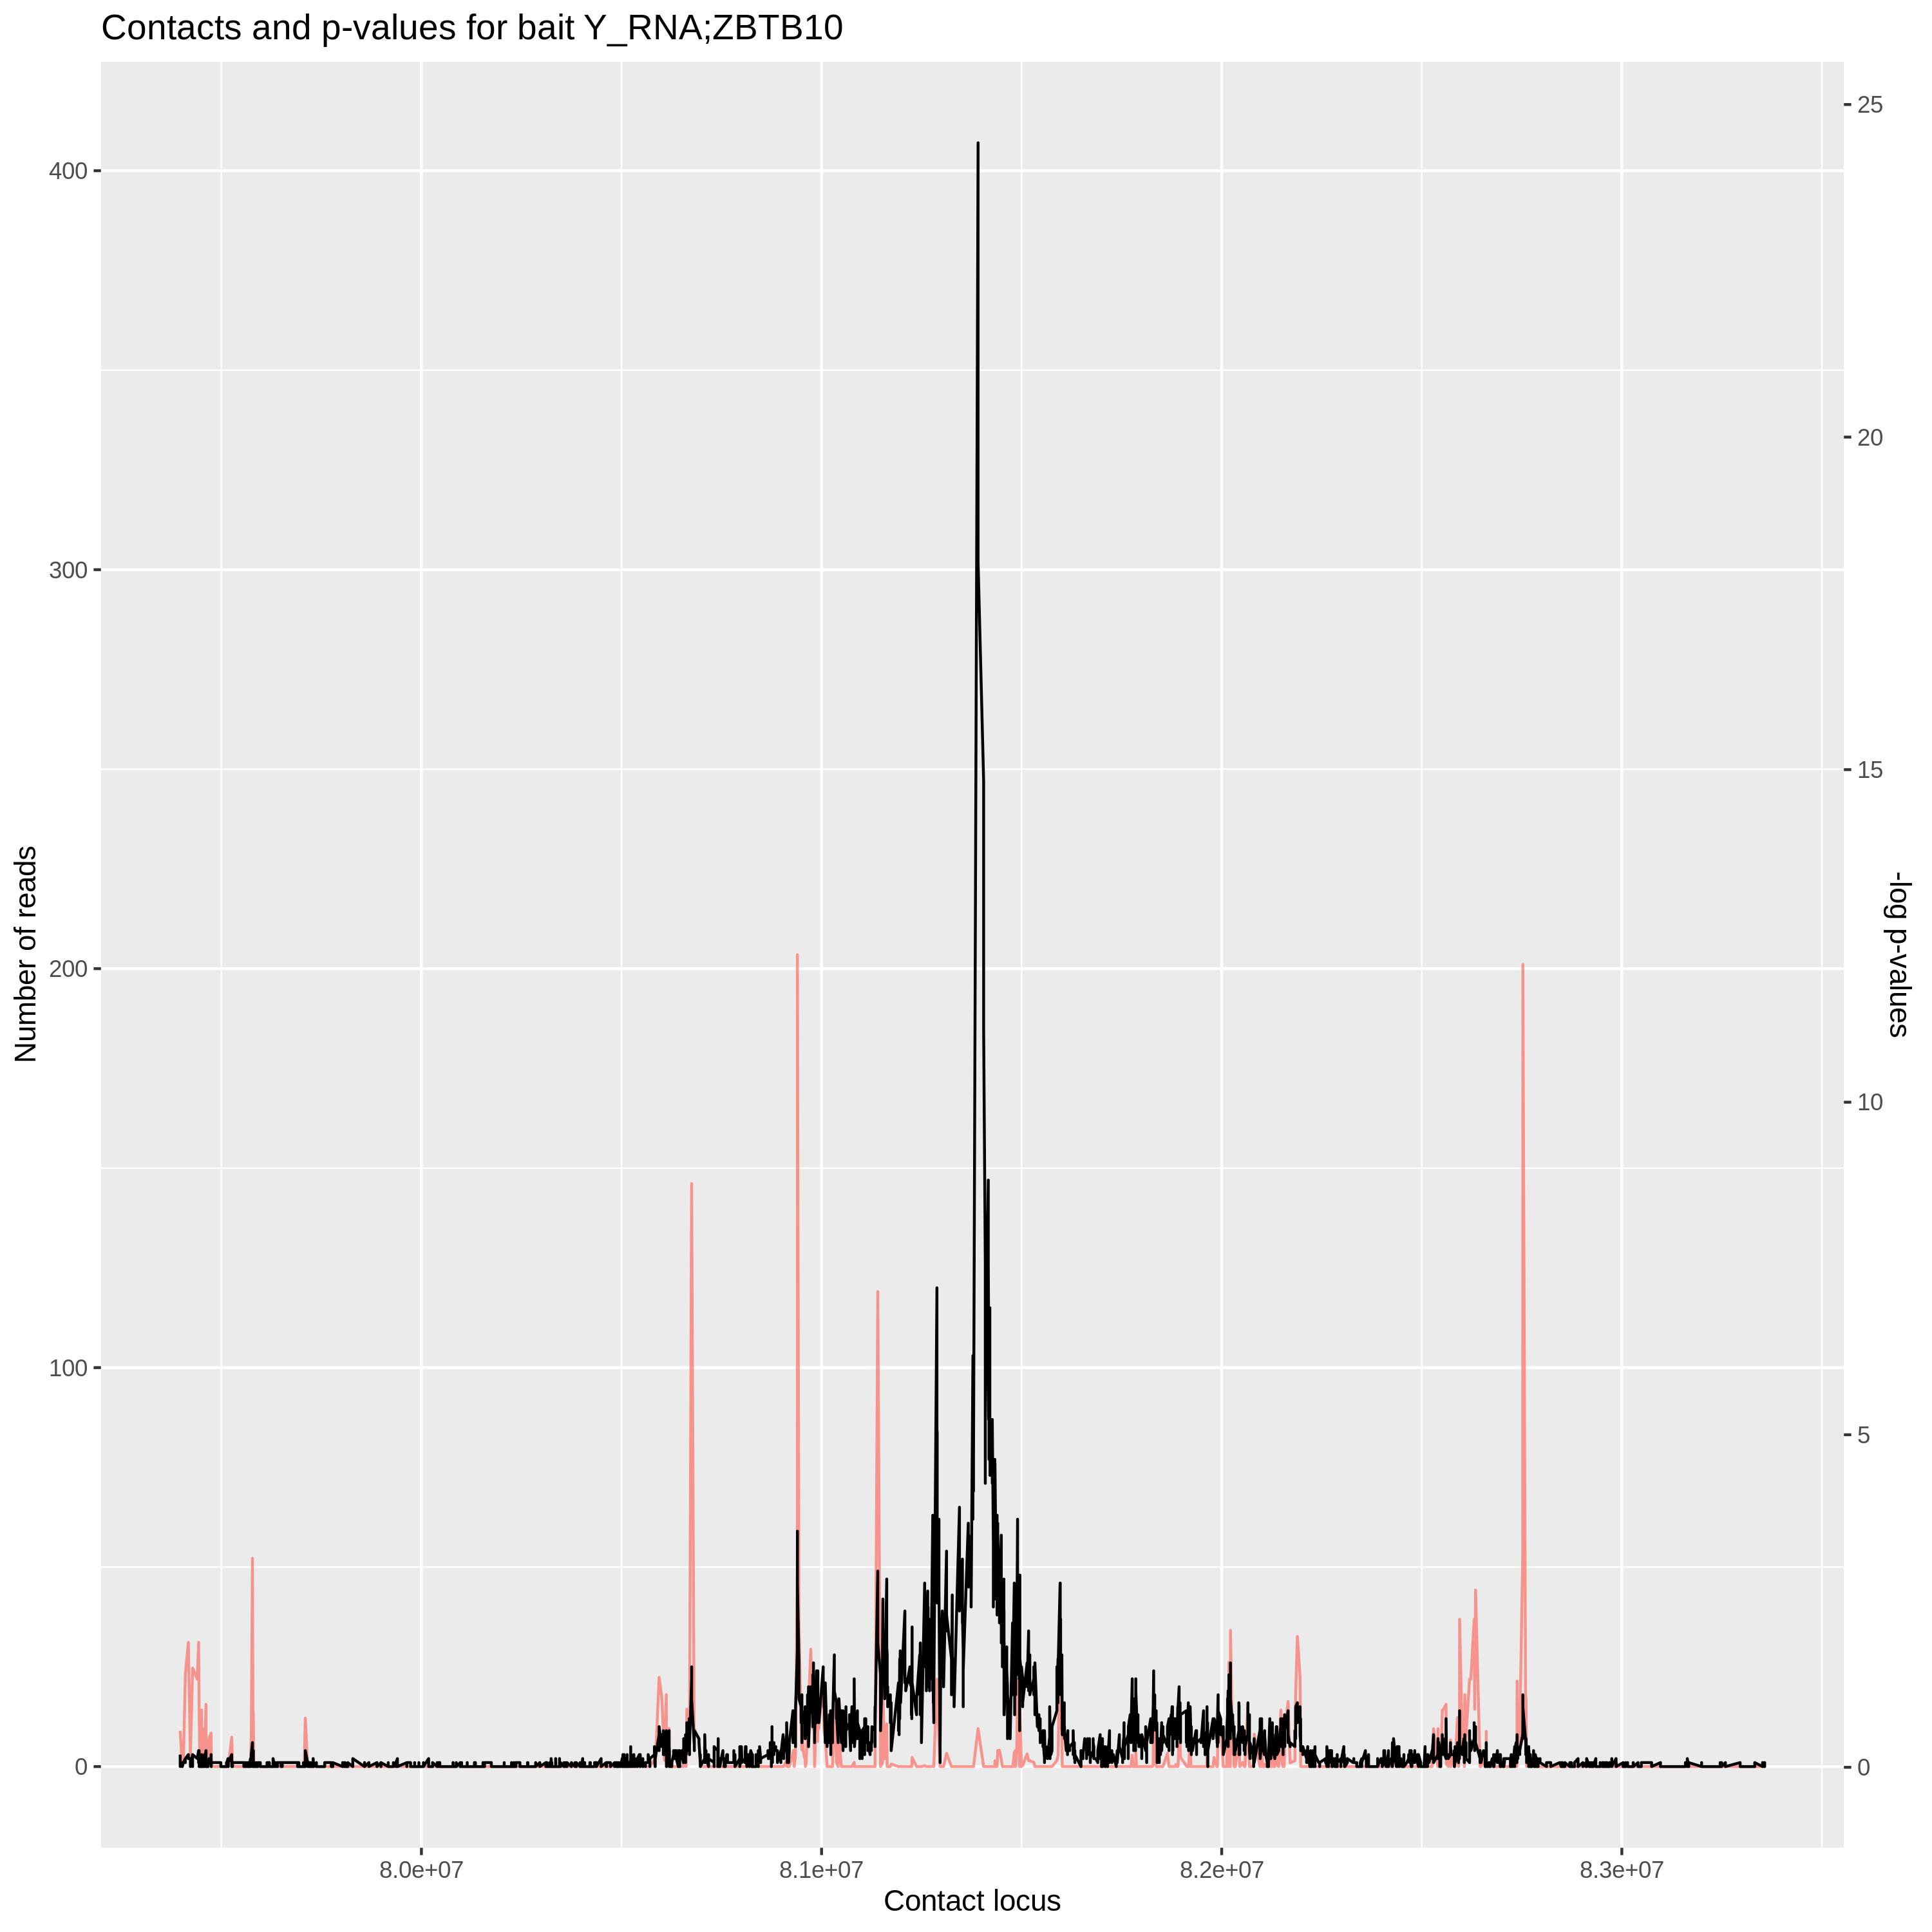 Contacts and p-values for bait Y_RNA;ZBTB10
400
300
200
100
0
Number of reads
25
20
15
10
5
0
-log p-values
8.0e+07
8.1e+07
8.2e+07
8.3e+07
Contact locus